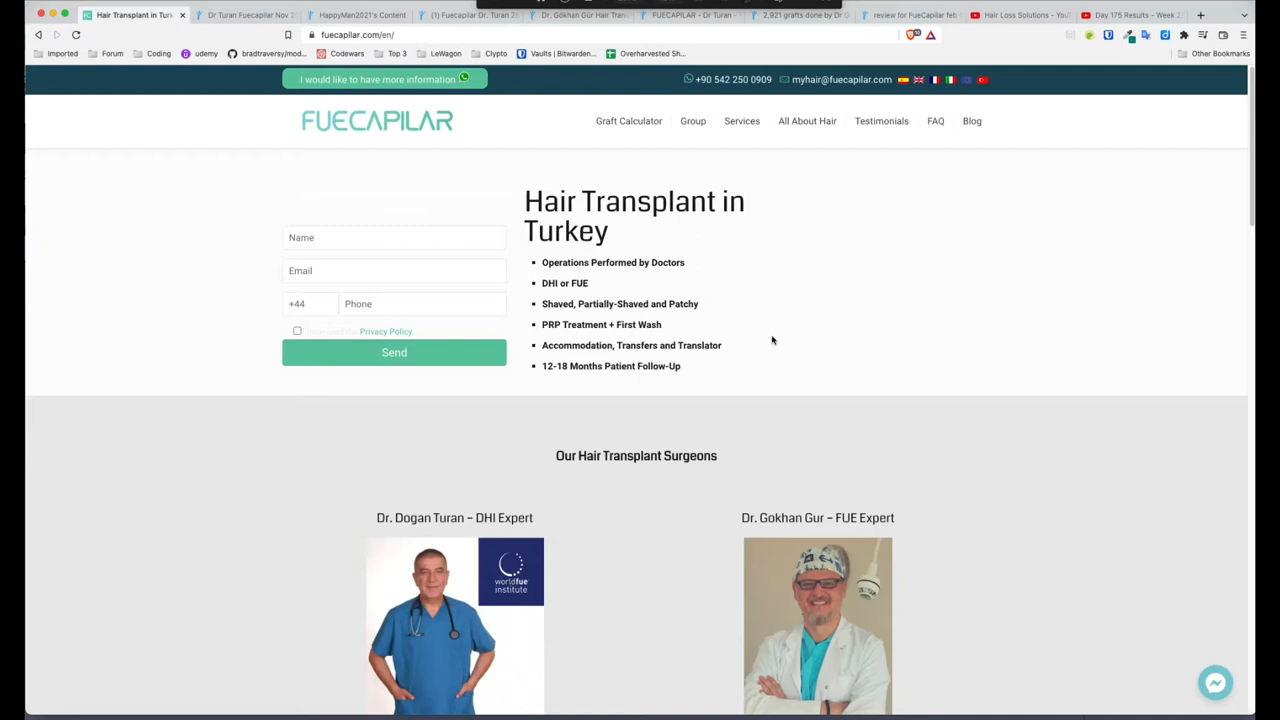 Hair Transplant in Turk
Dr Turan Fuecapilar Nov 2
HappyMan2021's Content
(1) Fuecapilar Dr. Turan 28
Dr. Gökhan Gür Hair Trans
FUECAPILAR - Dr Turan -
2,921 grafts done by Dr G
review for FueCapilar feb
Hair Loss Solutions - You
Day 175 Results - Week 2
fuecapilar.com/en/
Imported
Forum
Coding
udemy
bradtraversy/mod...
Codewars
Top 3
LeWagon
Clypto
Vaults | Bitwarden...
Overharvested Sh...
Other Bookmarks
I would like to have more information
+90 542 250 0909
myhair@fuecapilar.com
FUECAPILAR
Graft Calculator
Group
Services
All About Hair
Testimonials
FAQ
Blog
Hair Transplant in
Turkey
Name
Email
+44
Phone
Privacy Policy.
Send
Operations Performed by Doctors
DHI or FUE
Shaved, Partially-Shaved and Patchy
PRP Treatment + First Wash
Accommodation, Transfers and Translator
12-18 Months Patient Follow-Up
Our Hair Transplant Surgeons
Dr. Dogan Turan – DHI Expert
Dr. Gokhan Gur – FUE Expert
worldfue
institute